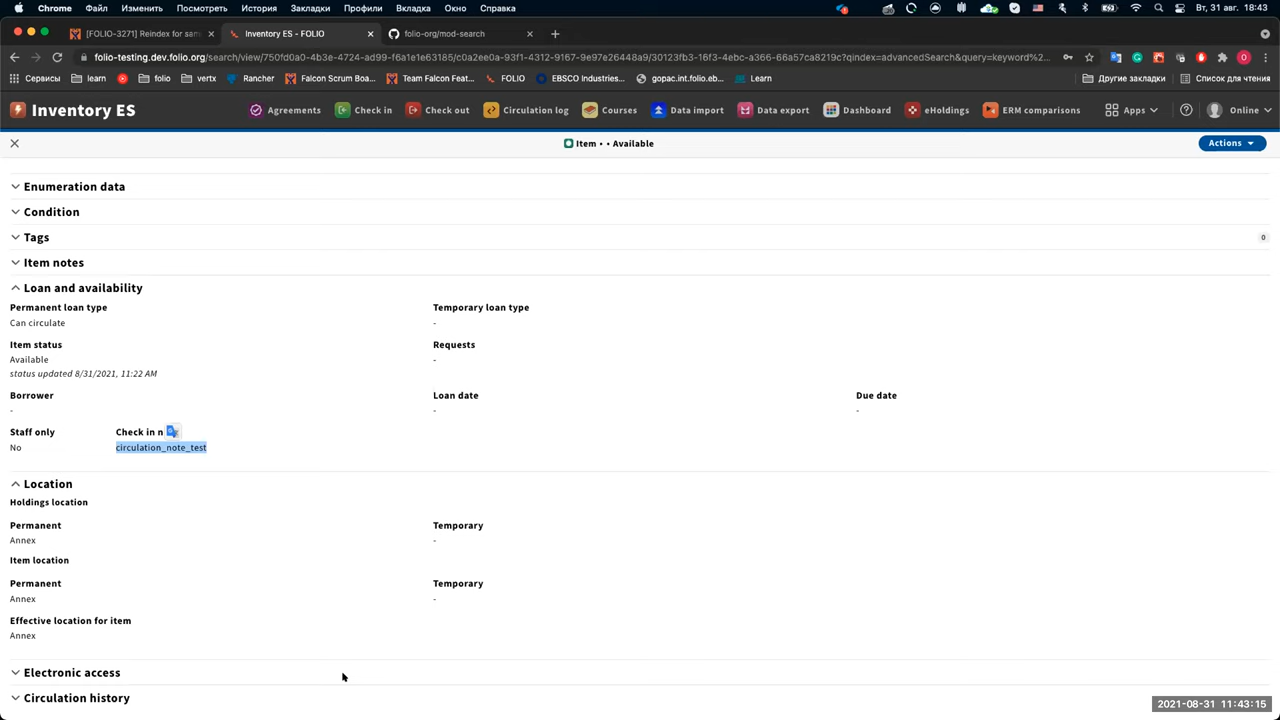 Chrome Файл Изменить Посмотреть История Закладки Профили Вкладка Окно Справка Вт, 31 авг. 18:43
[FOLIO-3271] Reindex for sam Inventory ES - FOLIO folio-org/mod-search
folio-testing.dev.folio.org/search/view/750fd0a0-4b3e-4724-ad99-f6a1e1e63185/c0a2ee0a-93f1-4312-9167-9e97e26448a9/30123fb3-16f3-4ebc-a366-66a57ca8219c?qindex=advancedSearch&query=keyword%2...
Сервисы learn folio vertx Rancher Falcon Scrum Boa... Team Falcon Feat... FOLIO EBSCO Industries... gopac.int.folio.eb... Learn Другие закладки Список для чтения
Inventory ES Agreements Check in Check out Circulation log Courses Data import Data export Dashboard eHoldings ERM comparisons Apps Online
Item • • Available Actions
Enumeration data
Condition
Tags 0
Item notes
Loan and availability
Permanent loan type Temporary loan type
Can circulate -
Item status Requests
Available -
status updated 8/31/2021, 11:22 AM
Borrower Loan date Due date
- - -
Staff only Check in n
No circulation_note_test
Location
Holdings location
Permanent Temporary
Annex -
Item location
Permanent Temporary
Annex -
Effective location for item
Annex
Electronic access
Circulation history
2021-08-31 11:43:15